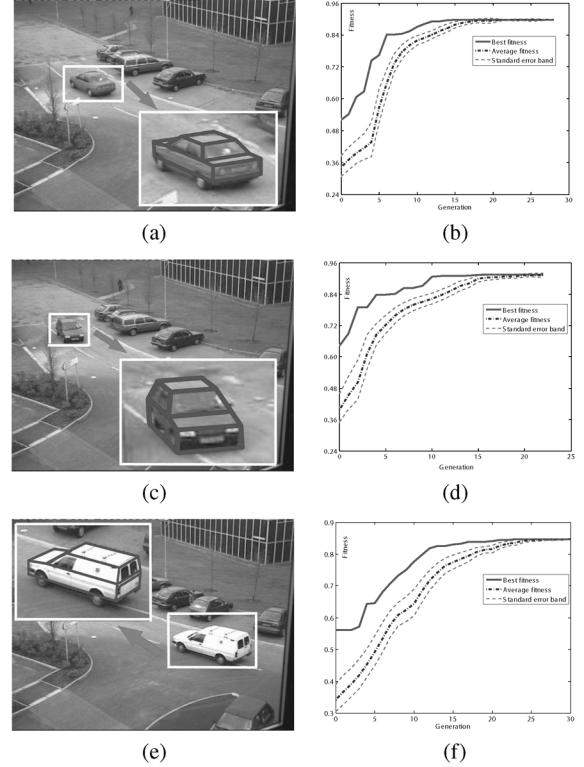 0.96
0.84
0.72
0.60
0.48
0.36
0.24
Fitness
Best fitness
Average fitness
Standard error band
0 5 10 15 20 25 30
Generation
(a)
(b)
0.96
0.84
0.72
0.60
0.48
0.36
0.24
Fitness
Best fitness
Average fitness
Standard error band
0 5 10 15 20 25
Generation
(c)
(d)
0.9
0.8
0.7
0.6
0.5
0.4
0.3
Fitness
Best fitness
Average fitness
Standard error band
0 5 10 15 20 25 30
Generation
(e)
(f)